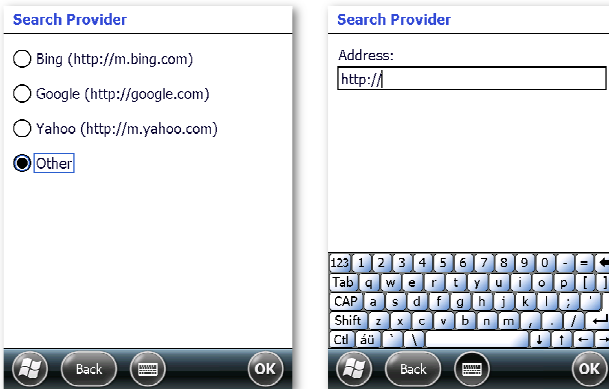 Search Provider
Bing (http://m.bing.com)
Google (http://google.com)
Yahoo (http://m.yahoo.com)
Other
Back
OK
Search Provider
Address:
http://
123 1 2 3 4 5 6 7 8 9 0 - =
Tab q w e r t y u i o p [ ]
CAP a s d f g h j k l ; '
Shift z x c v b n m , . / ↵
Ctl áü ` \ ↓ ↑ ← →
Back
OK